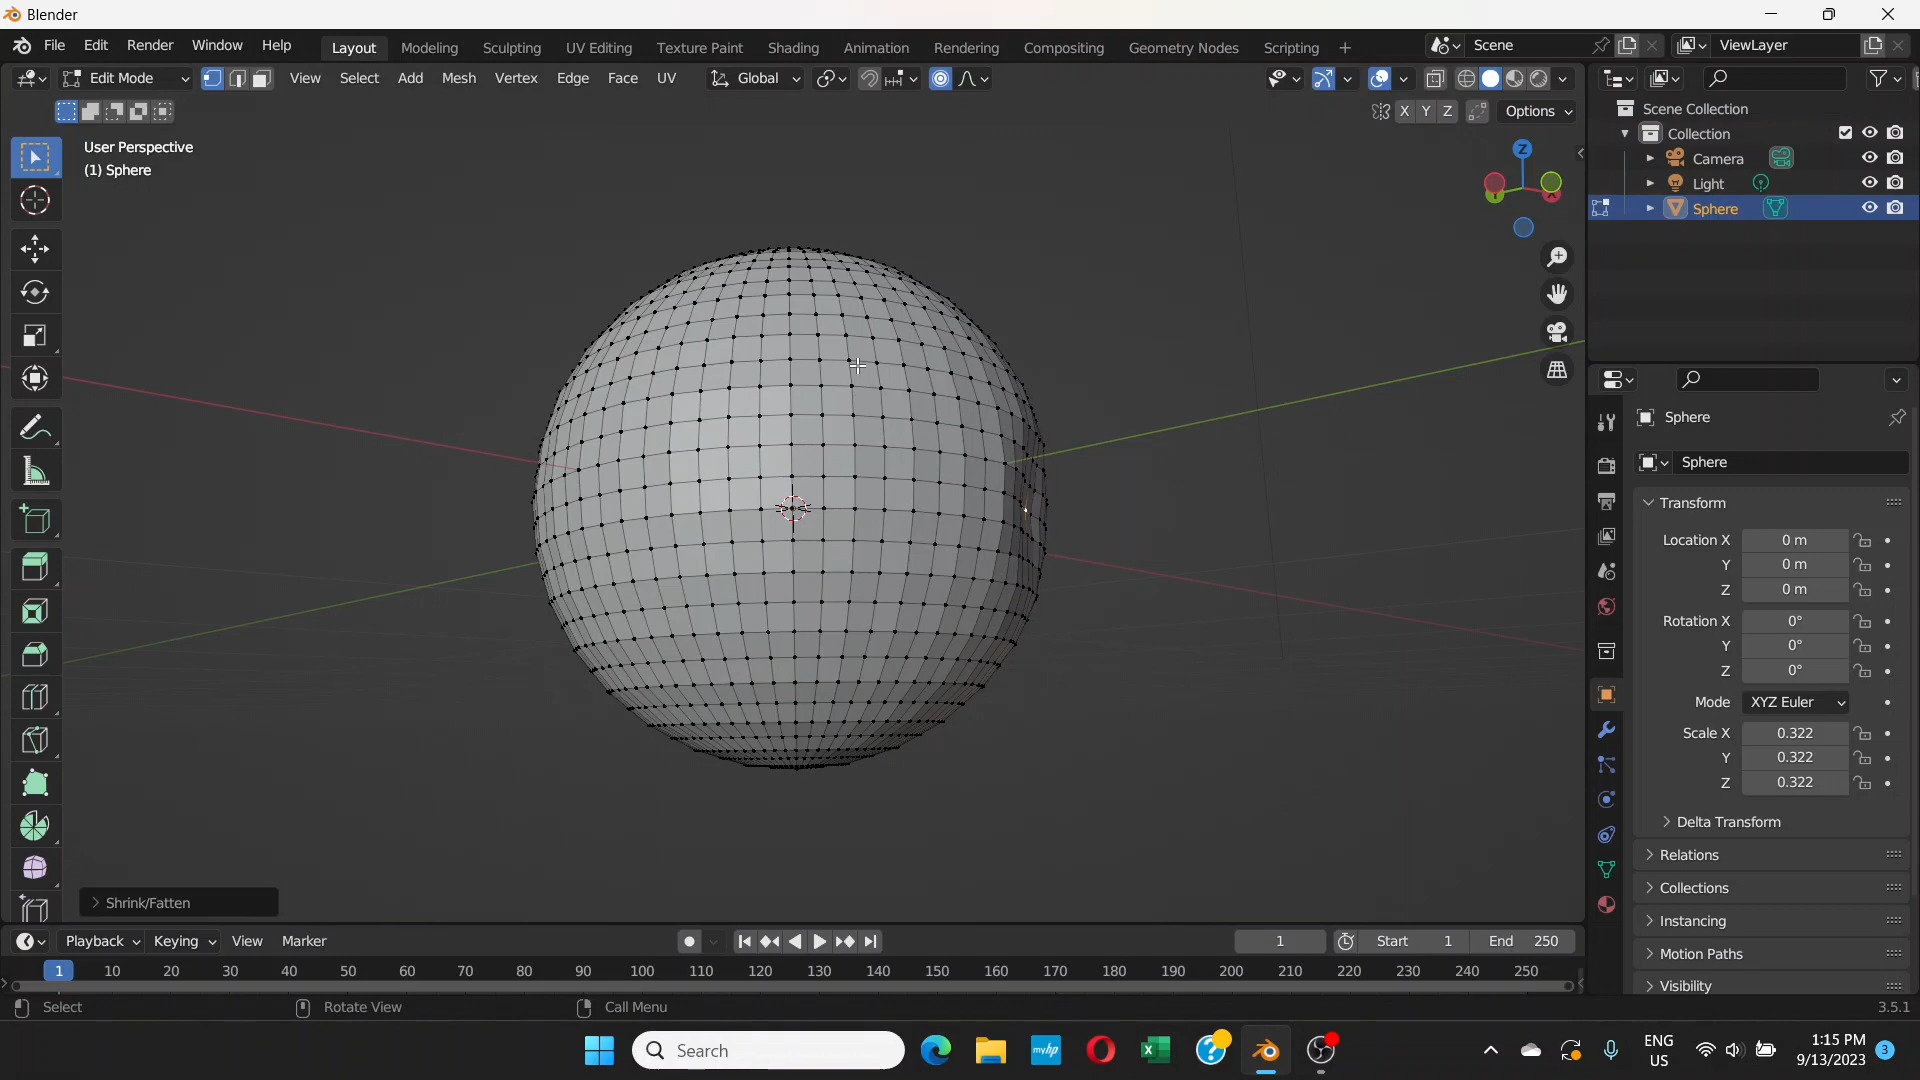 Blender
File Edit Render Window Help Layout Modeling Sculpting UV Editing Texture Paint Shading Animation Rendering Compositing Geometry Nodes Scripting + Scene ViewLayer
Edit Mode View Select Add Mesh Vertex Edge Face UV Global
X Y Z Options
User Perspective
(1) Sphere
Z
Scene Collection
Collection
Camera
Light
Sphere
Sphere
Sphere
Transform
Location X 0 m
Y 0 m
Z 0 m
Rotation X 0°
Y 0°
Z 0°
Mode XYZ Euler
Scale X 0.322
Y 0.322
Z 0.322
Delta Transform
Relations
Collections
Instancing
Motion Paths
Visibility
Shrink/Fatten
Playback Keying View Marker 1 Start 1 End 250
1 10 20 30 40 50 60 70 80 90 100 110 120 130 140 150 160 170 180 190 200 210 220 230 240 250
Select Rotate View Call Menu 3.5.1
Search myhp ENG US 1:15 PM 9/13/2023 3